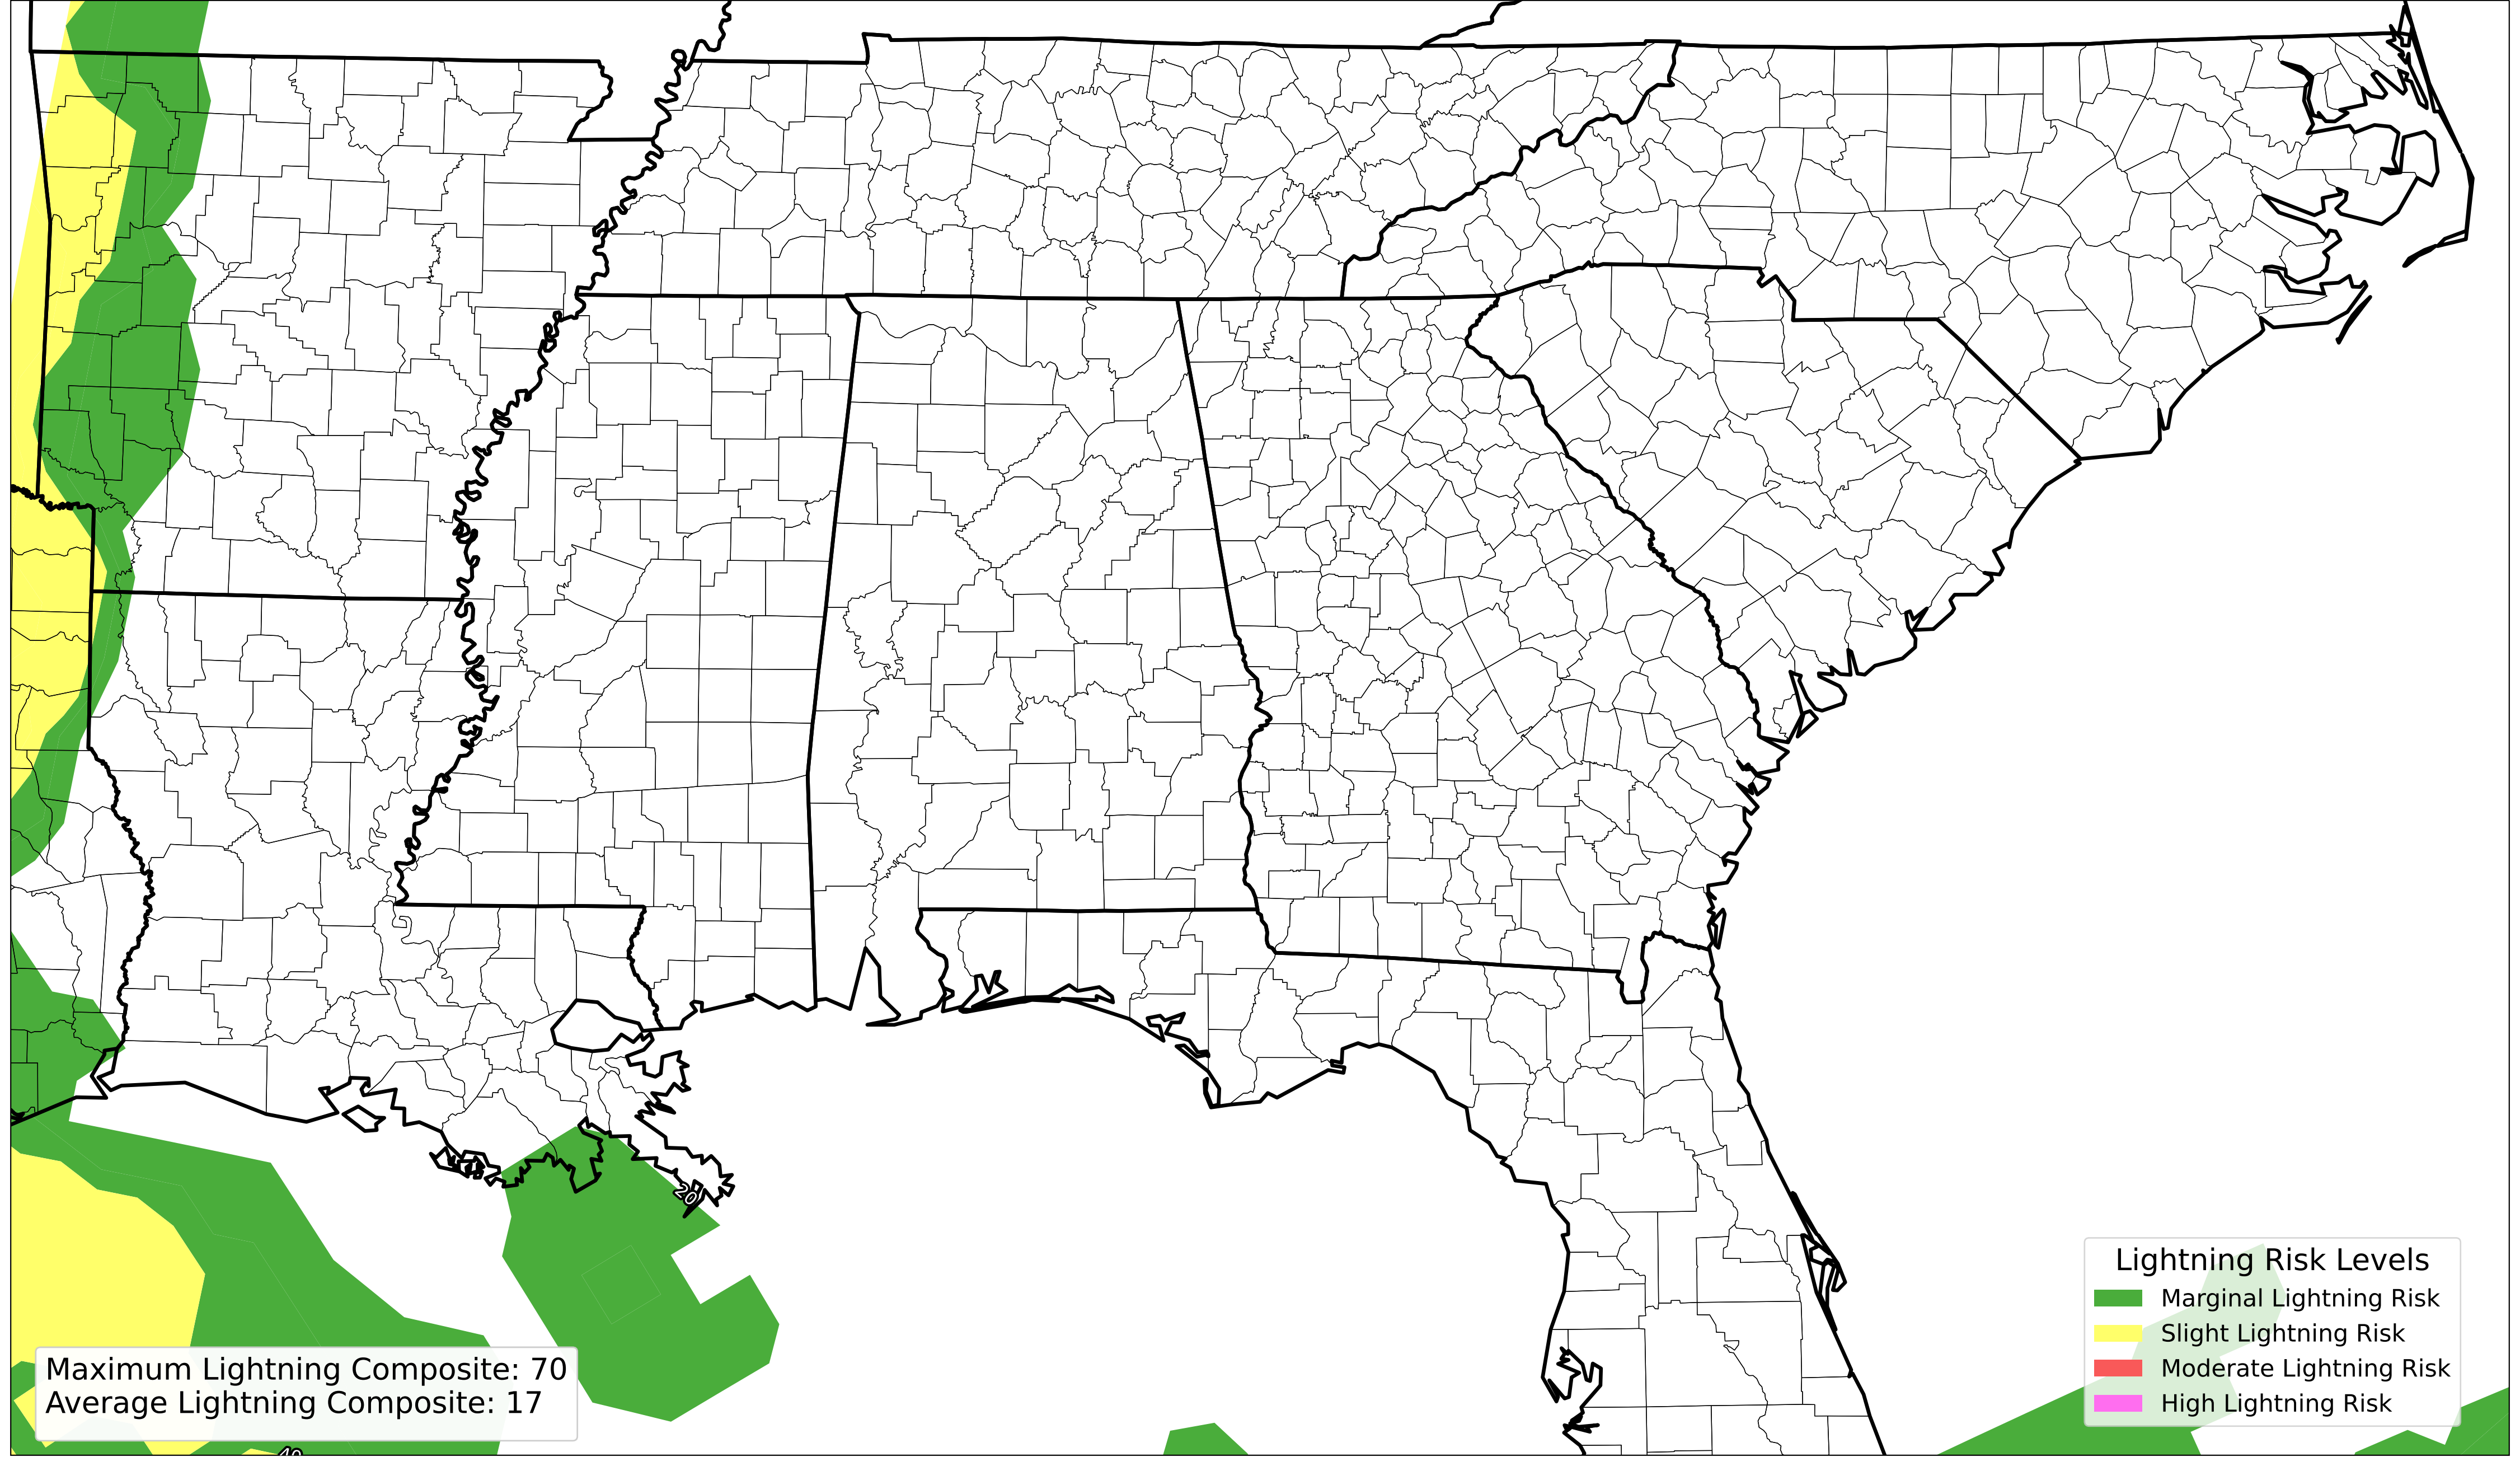 20
Lightning Risk Levels
Marginal Lightning Risk
Slight Lightning Risk
Moderate Lightning Risk
High Lightning Risk
Maximum Lightning Composite: 70
Average Lightning Composite: 17
40